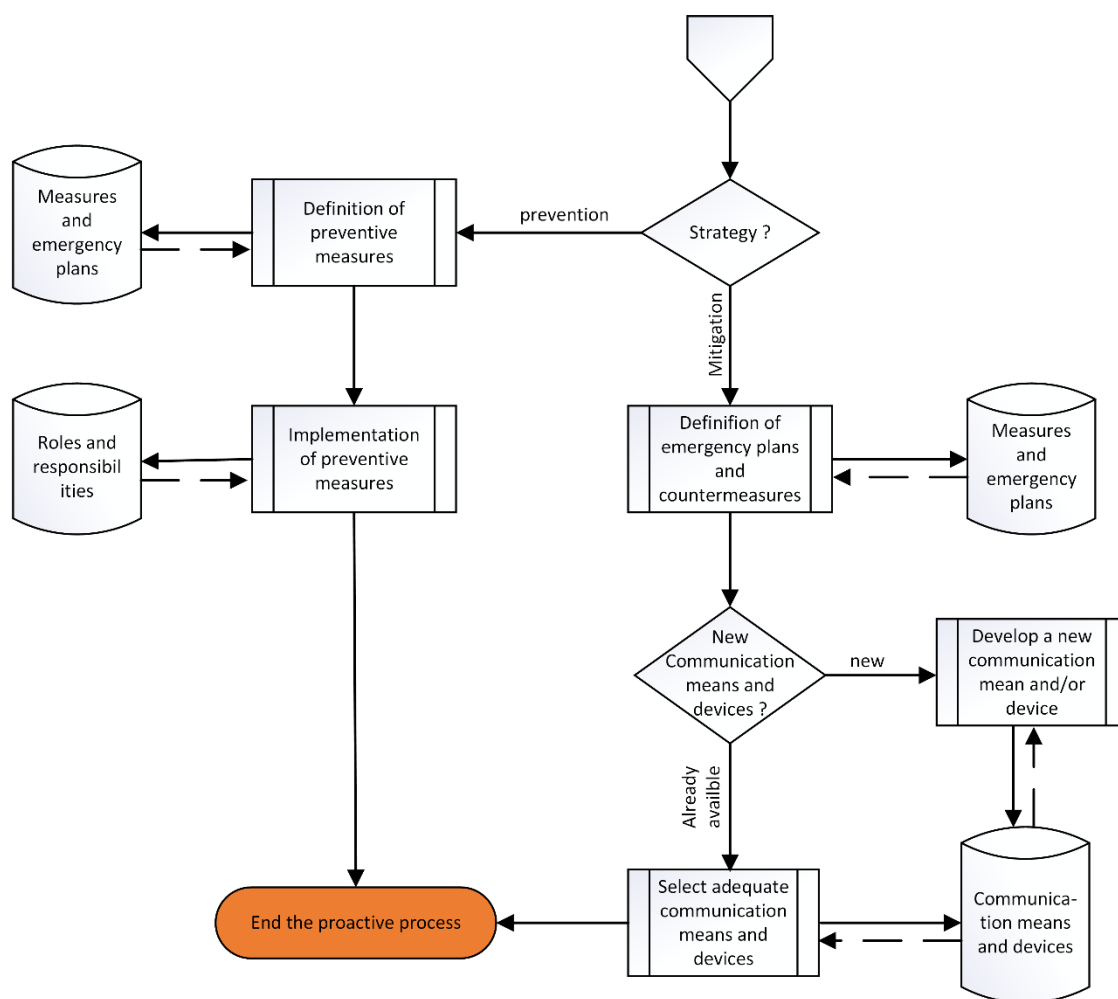 Strategy ?
prevention
Mitigation
Measures
and
emergency
plans
Definition of
preventive
measures
Roles and
responsibil
ities)
Implementation
of preventive
measures
Definifion of
emergency plans
and
countermeasures
Measures
and
emergency
plans
New
Communication
means and
devices ?
new
Develop a new
communication
mean and/or
device
Already
availble
Select adequate
communication
means and
devices
Communica-
tion means
and devices
End the proactive process